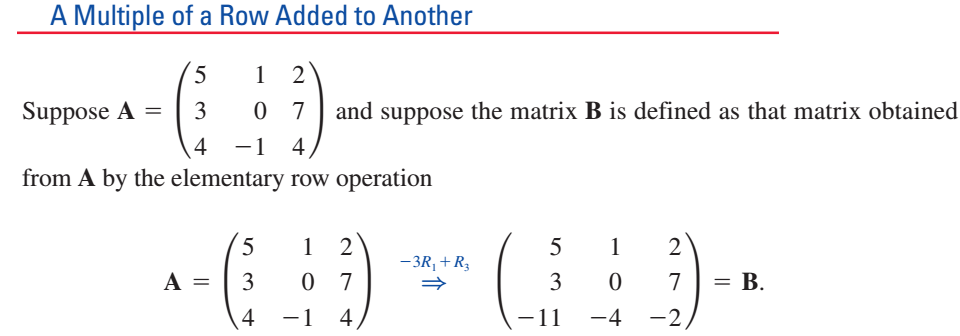 A Multiple of a Row Added to Another
5 1 2
Suppose A = ( 3 0 7 ) and suppose the matrix B is defined as that matrix obtained
4 −1 4
from A by the elementary row operation
5 1 2 5 1 2
A = ( 3 0 7 ) −3R₁ + R₃ ⇒ ( 3 0 7 ) = B.
4 −1 4 −11 −4 −2